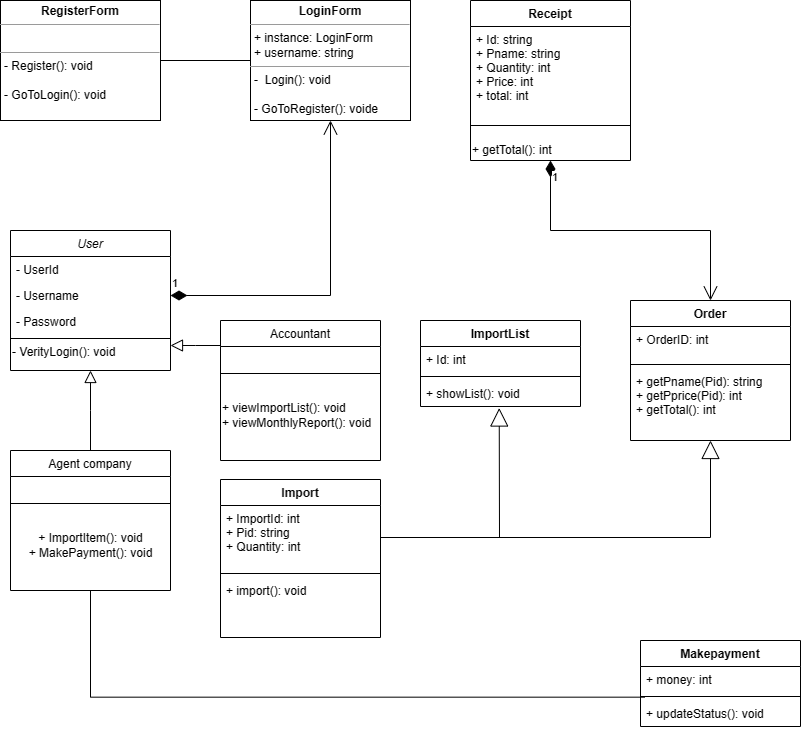 RegisterForm
- Register(): void
- GoToLogin(): void
LoginForm
+ instance: LoginForm
+ username: string
- Login(): void
- GoToRegister(): voide
Receipt
+ Id: string
+ Pname: string
+ Quantity: int
+ Price: int
+ total: int
+ getTotal(): int
1
User
- UserId
- Username
- Password
- VerityLogin(): void
1
Accountant
+ viewImportList(): void
+ viewMonthlyReport(): void
ImportList
+ Id: int
+ showList(): void
Order
+ OrderID: int
+ getPname(Pid): string
+ getPprice(Pid): int
+ getTotal(): int
Agent company
+ ImportItem(): void
+ MakePayment(): void
Import
+ ImportId: int
+ Pid: string
+ Quantity: int
+ import(): void
Makepayment
+ money: int
+ updateStatus(): void